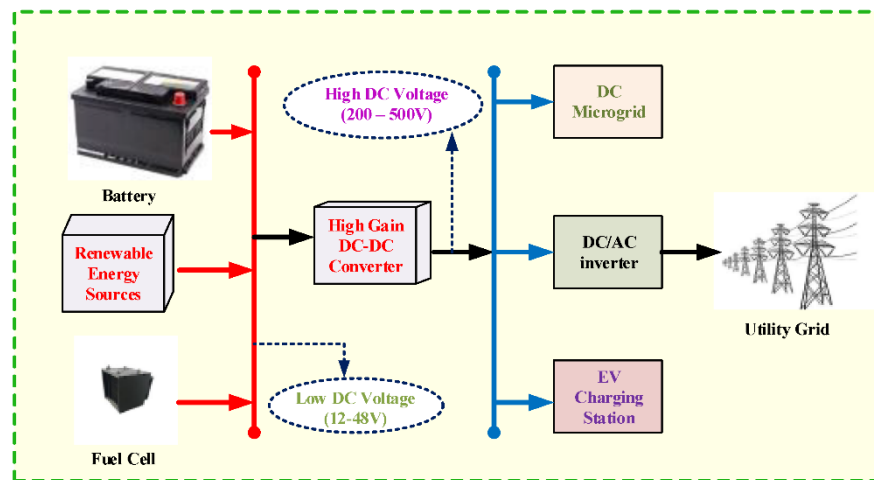 Battery
Renewable
Energy
Sources
Fuel Cell
High Gain
DC-DC
Converter
High DC Voltage
(200 – 500V)
Low DC Voltage
(12-48V)
DC
Microgrid
DC/AC
inverter
EV
Charging
Station
Utility Grid